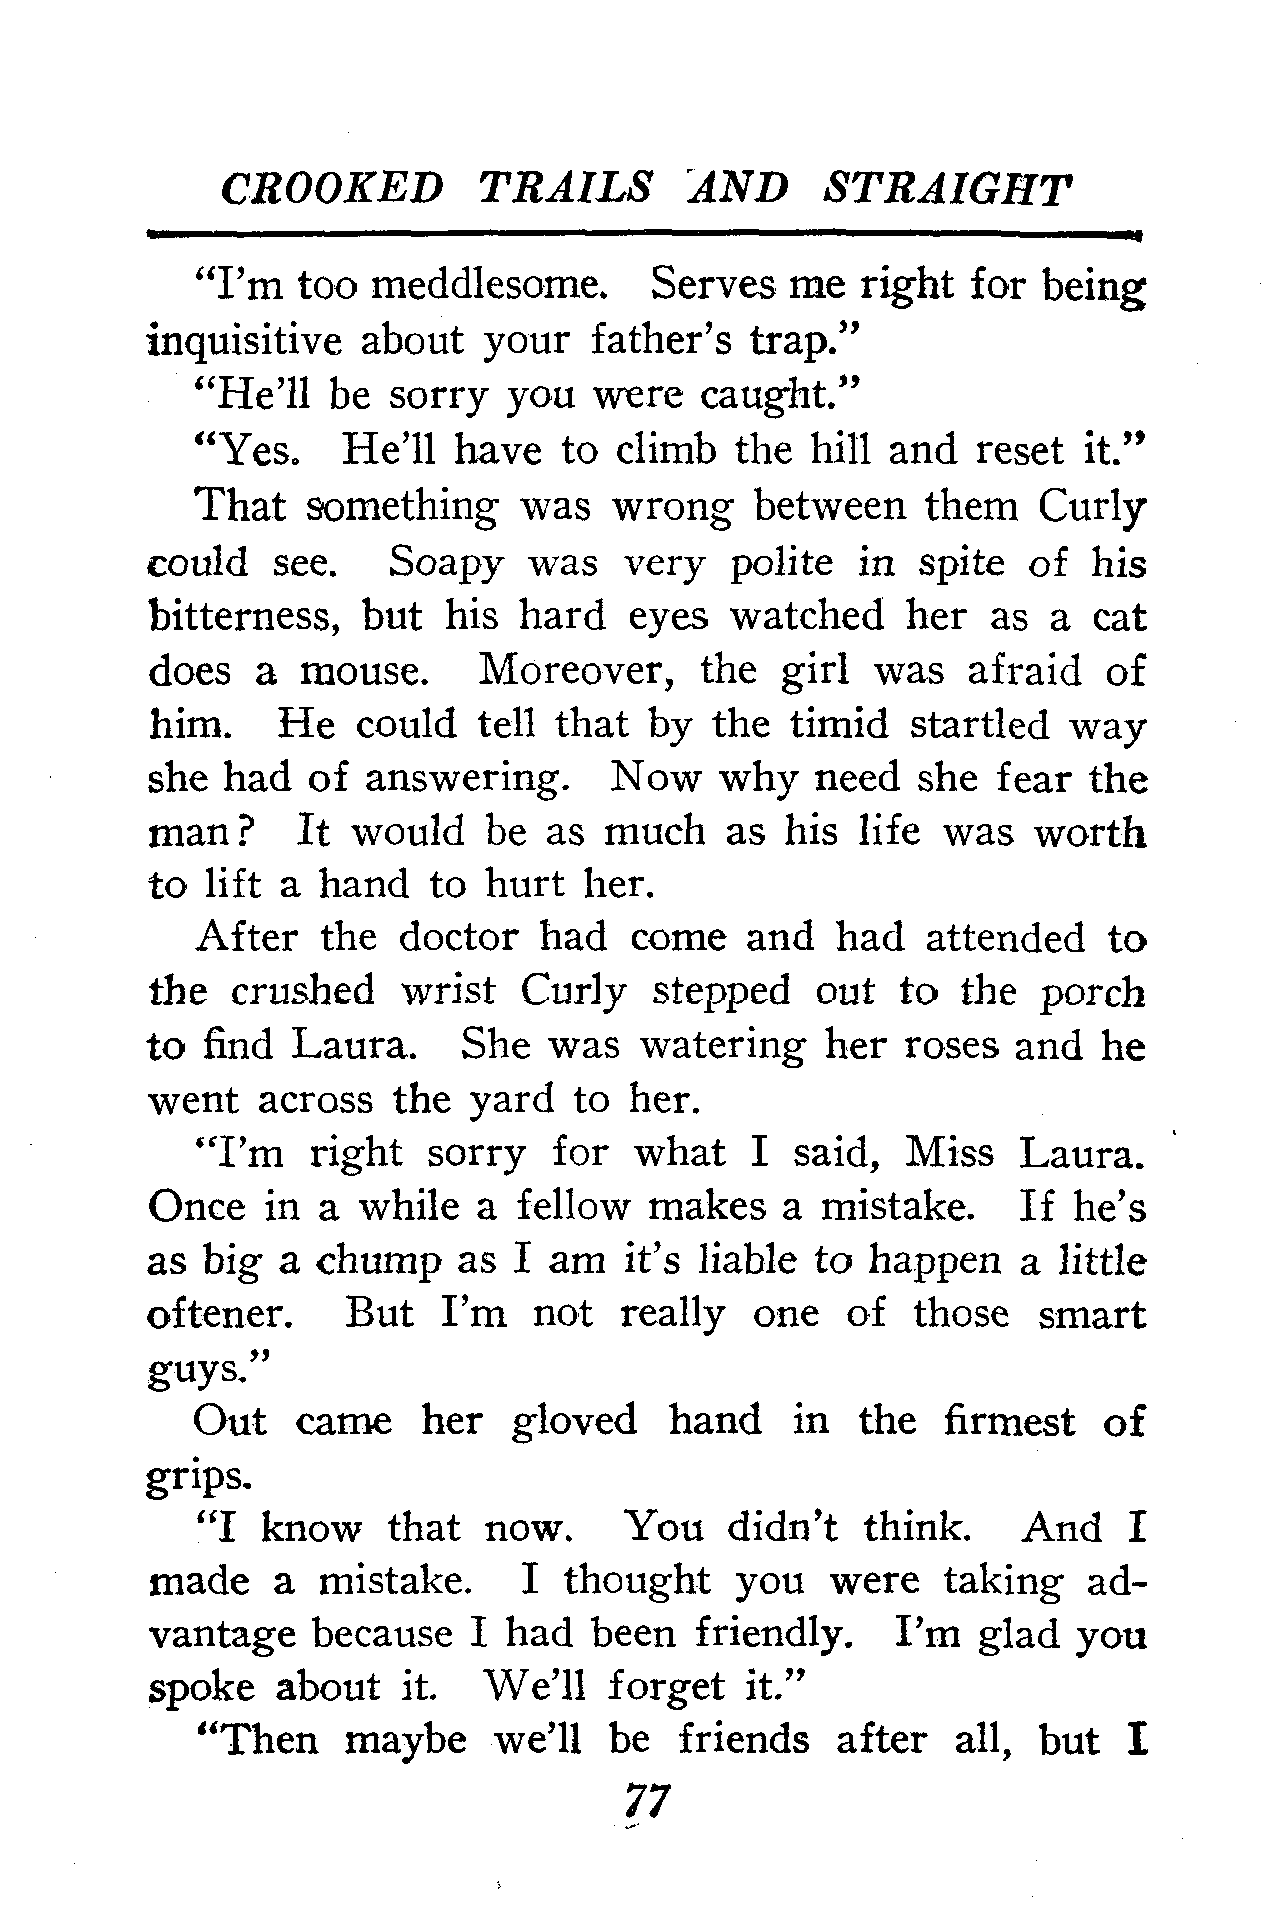 CROOKED TRAILS AND STRAIGHT
"I'm too meddlesome. Serves me right for being
inquisitive about your father's trap."
"He'll be sorry you were caught."
"Yes. He'll have to climb the hill and reset it."
That something was wrong between them Curly
could see. Soapy was very polite in spite of his
bitterness, but his hard eyes watched her as a cat
does a mouse. Moreover, the girl was afraid of
him. He could tell that by the timid startled way
she had of answering. Now why need she fear the
man? It would be as much as his life was worth
to lift a hand to hurt her.
After the doctor had come and had attended to
the crushed wrist Curly stepped out to the porch
to find Laura. She was watering her roses and he
went across the yard to her.
"I'm right sorry for what I said, Miss Laura.
Once in a while a fellow makes a mistake. If he's
as big a chump as I am it's liable to happen a little
oftener. But I'm not really one of those smart
guys."
Out came her gloved hand in the firmest of
grips.
"I know that now. You didn't think. And I
made a mistake. I thought you were taking ad-
vantage because I had been friendly. I'm glad you
spoke about it. We'll forget it."
"Then maybe we'll be friends after all, but I
77